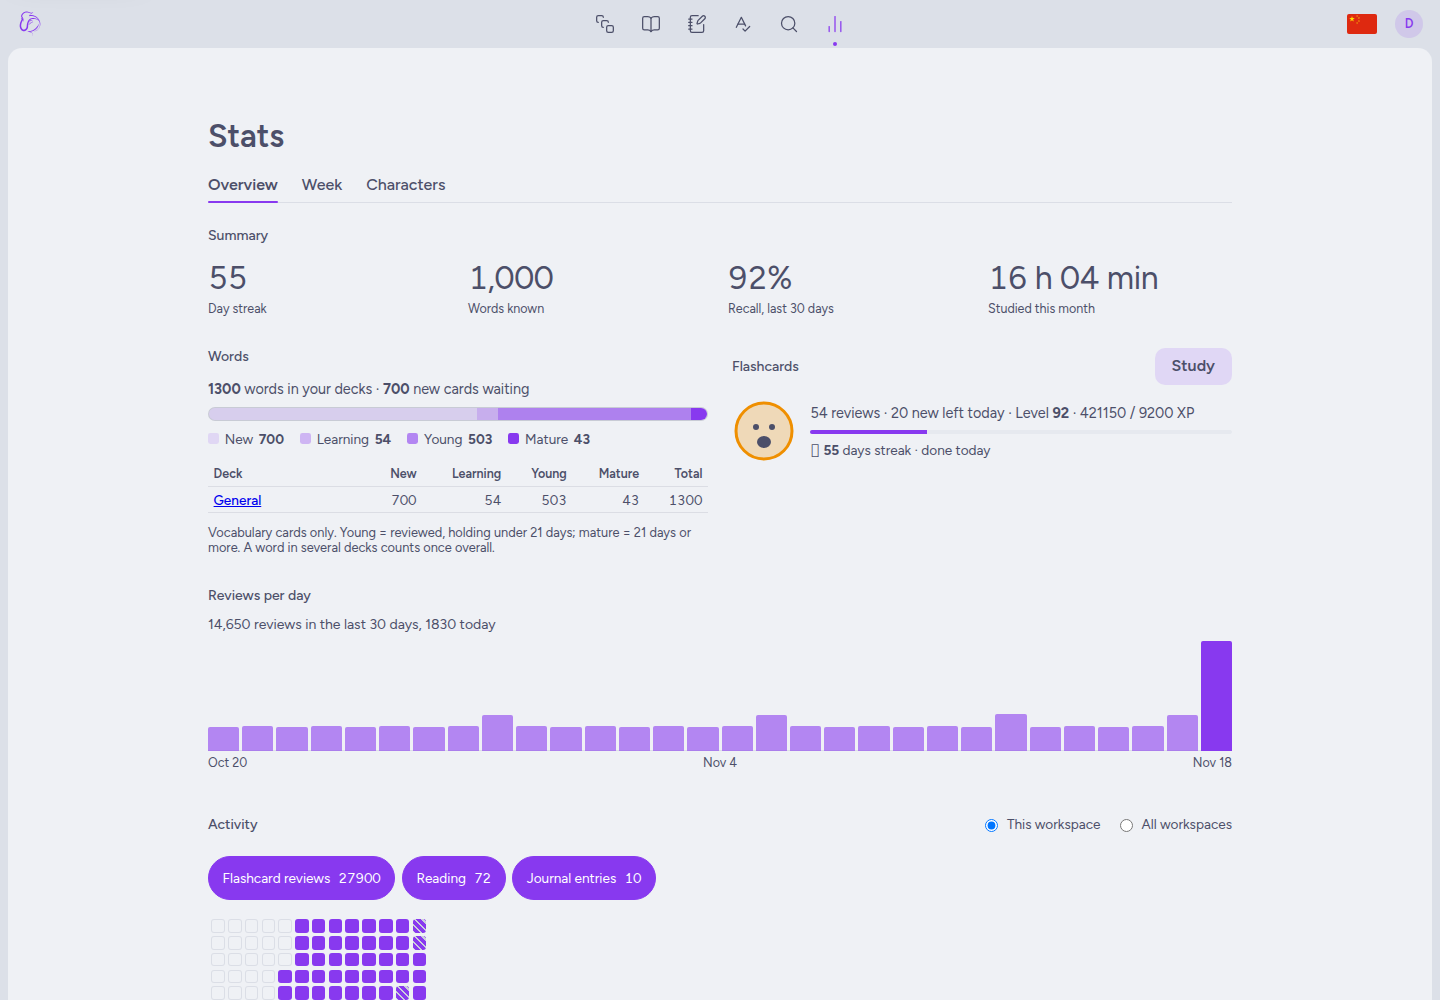 D
Stats
Overview Week Characters
Summary
55 1,000 92% 16 h 04 min
Day streak Words known Recall, last 30 days Studied this month
Words
Flashcards Study
1300 words in your decks · 700 new cards waiting
54 reviews · 20 new left today · Level 92 · 421150 / 9200 XP
New 700 Learning 54 Young 503 Mature 43
55 days streak · done today
Deck New Learning Young Mature Total
General 700 54 503 43 1300
Vocabulary cards only. Young = reviewed, holding under 21 days; mature = 21 days or
more. A word in several decks counts once overall.
Reviews per day
14,650 reviews in the last 30 days, 1830 today
Oct 20 Nov 4 Nov 18
Activity This workspace All workspaces
Flashcard reviews 27900 Reading 72 Journal entries 10